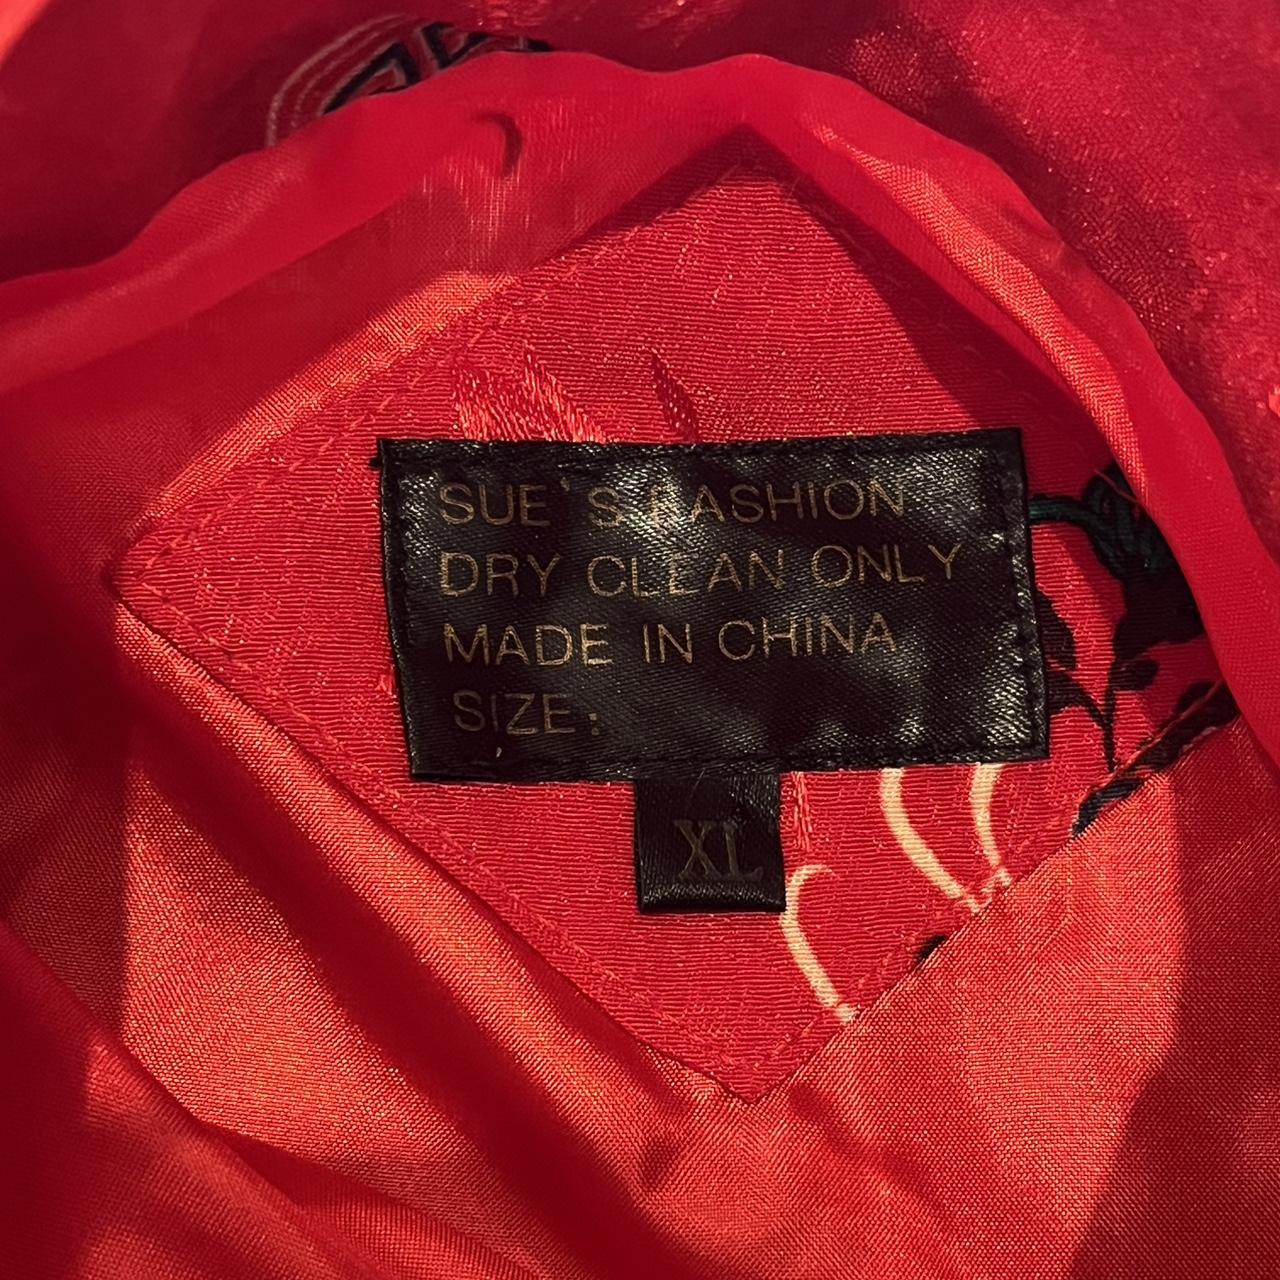 SUE'S FASHION
DRY CLEAN ONLY
MADE IN CHINA
SIZE:
XL